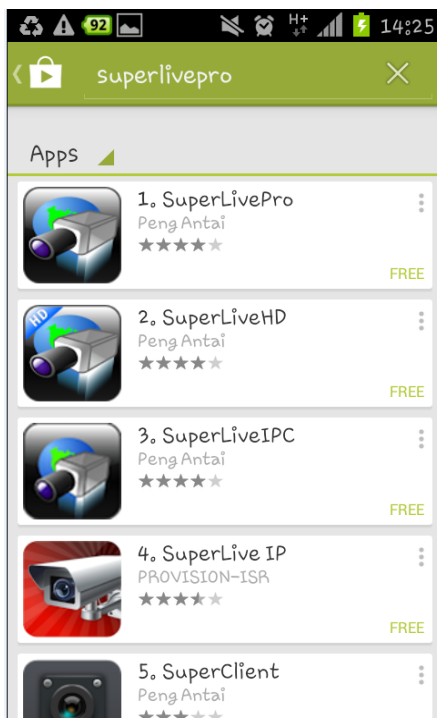 92
H+
14:25
superlivepro
Apps
1. SuperLivePro
Peng Antai
FREE
HD
2. SuperLiveHD
Peng Antai
FREE
3. SuperLiveIPC
Peng Antai
FREE
4. SuperLive IP
PROVISION-ISR
FREE
5. SuperClient
Peng Antai